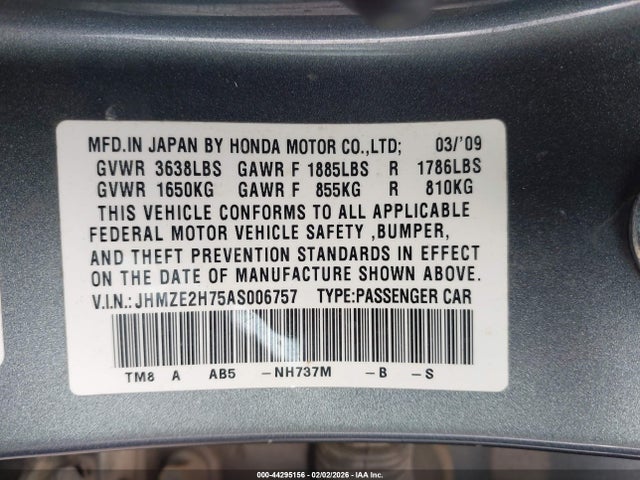 MFD.IN JAPAN BY HONDA MOTOR CO.,LTD; 03/'09
GVWR 3638LBS GAWR F 1885LBS R 1786LBS
GVWR 1650KG GAWR F 855KG R 810KG
THIS VEHICLE CONFORMS TO ALL APPLICABLE
FEDERAL MOTOR VEHICLE SAFETY ,BUMPER,
AND THEFT PREVENTION STANDARDS IN EFFECT
ON THE DATE OF MANUFACTURE SHOWN ABOVE.
V.I.N.:JHMZE2H75AS006757 TYPE:PASSENGER CAR
TM8 A AB5 -NH737M -B -S
000-44295156 - 02/02/2026 - IAA Inc.